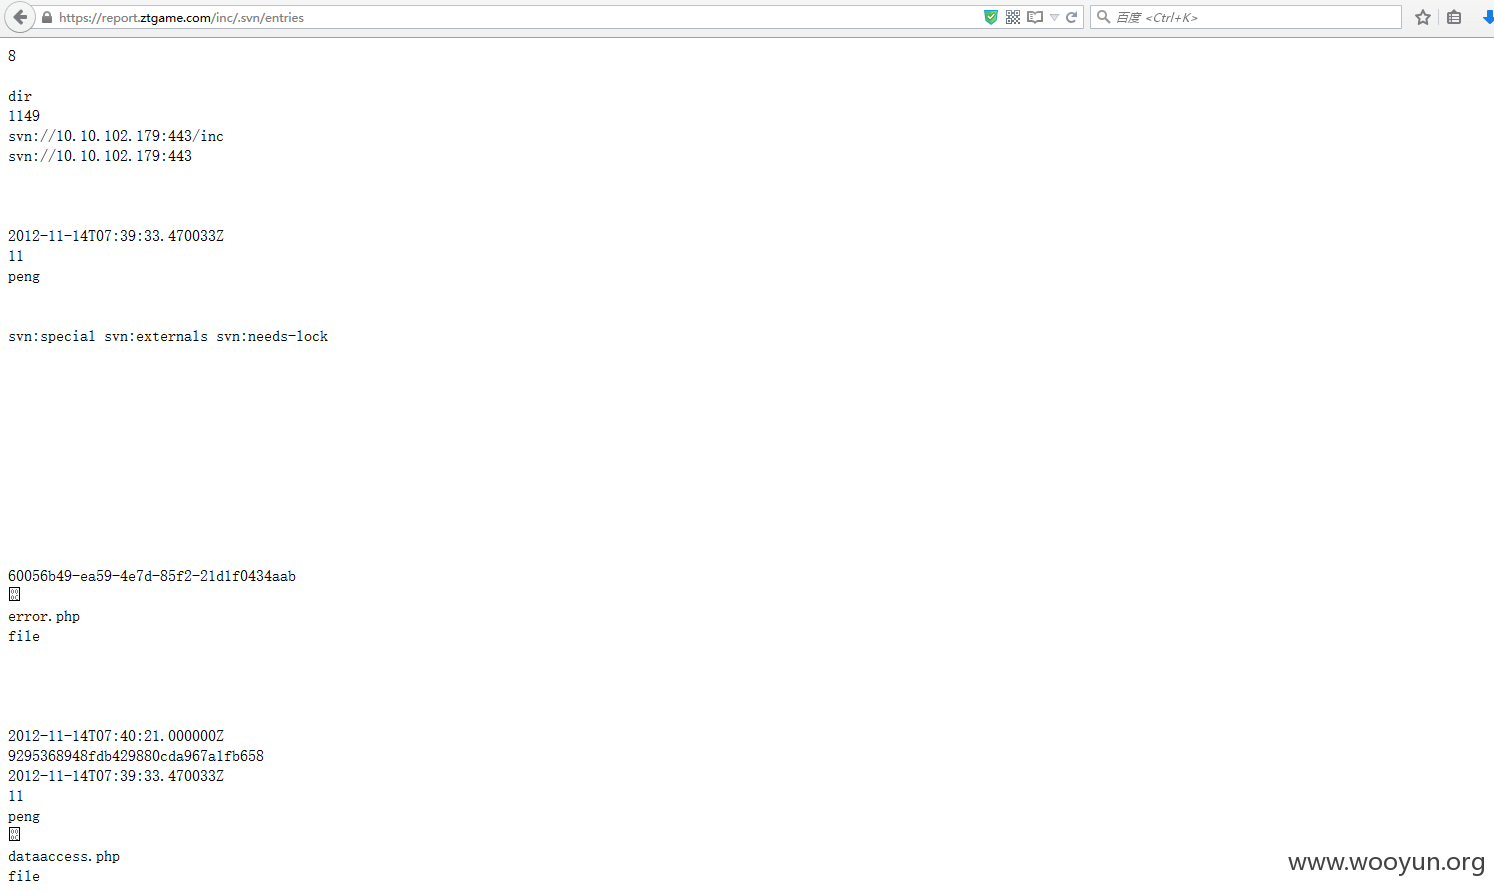 https://report.ztgame.com/inc/.svn/entries
百度 <Ctrl+K>
8
dir
1149
svn://10.10.102.179:443/inc
svn://10.10.102.179:443
2012-11-14T07:39:33.470033Z
11
peng
svn:special svn:externals svn:needs-lock
60056b49-ea59-4e7d-85f2-21d1f0434aab
error.php
file
2012-11-14T07:40:21.000000Z
9295368948fdb429880cda967a1fb658
2012-11-14T07:39:33.470033Z
11
peng
dataaccess.php
file
www.wooyun.org